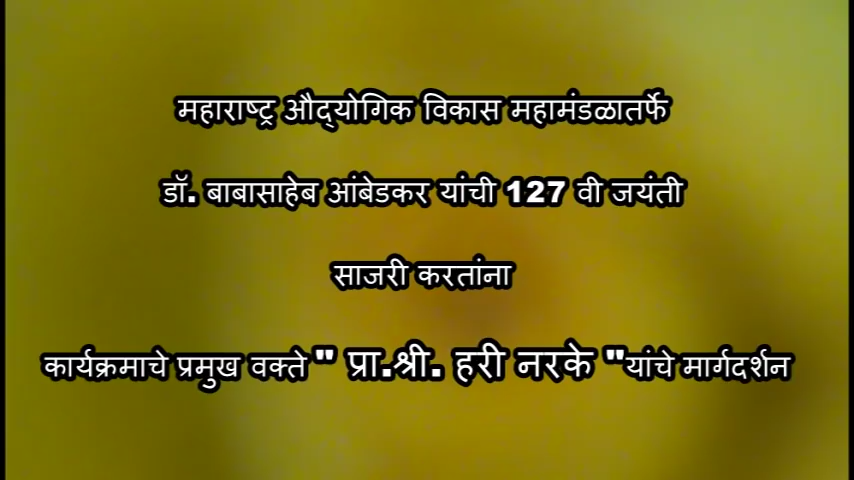 महाराष्ट्र औद्योगिक विकास महामंडळातर्फे
डॉ. बाबासाहेब आंबेडकर यांची 127 वी जयंती
साजरी करतांना
कार्यक्रमाचे प्रमुख वक्ते " प्रा.श्री. हरी नरके "यांचे मार्गदर्शन